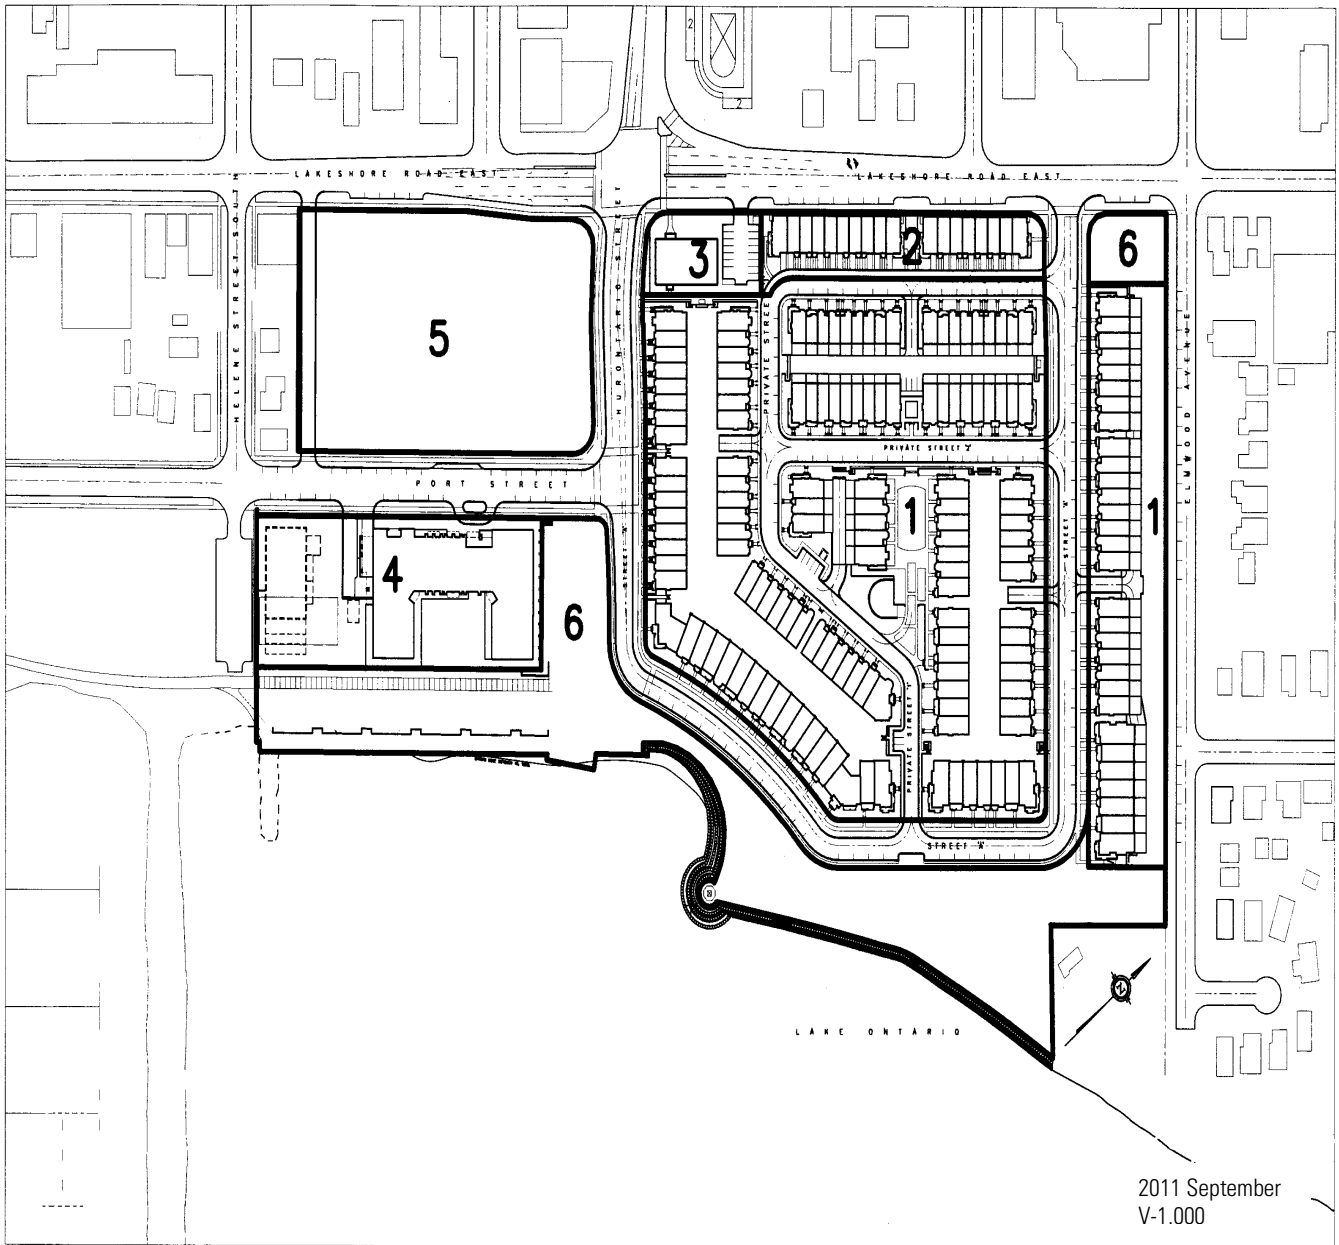 2
2
LAKESHORE ROAD EAST
LAKESHORE ROAD EAST
HELENE STREET SOUTH
HURONTARIO STREET
3
2
6
5
PRIVATE STREET
ELMWOOD AVENUE
PRIVATE STREET '2'
PORT STREET
1
1
STREET 'A'
STREET 'A'
4
6
PRIVATE STREET '1'
STREET 'A'
Z
LAKE ONTARIO
2011 September
V-1.000